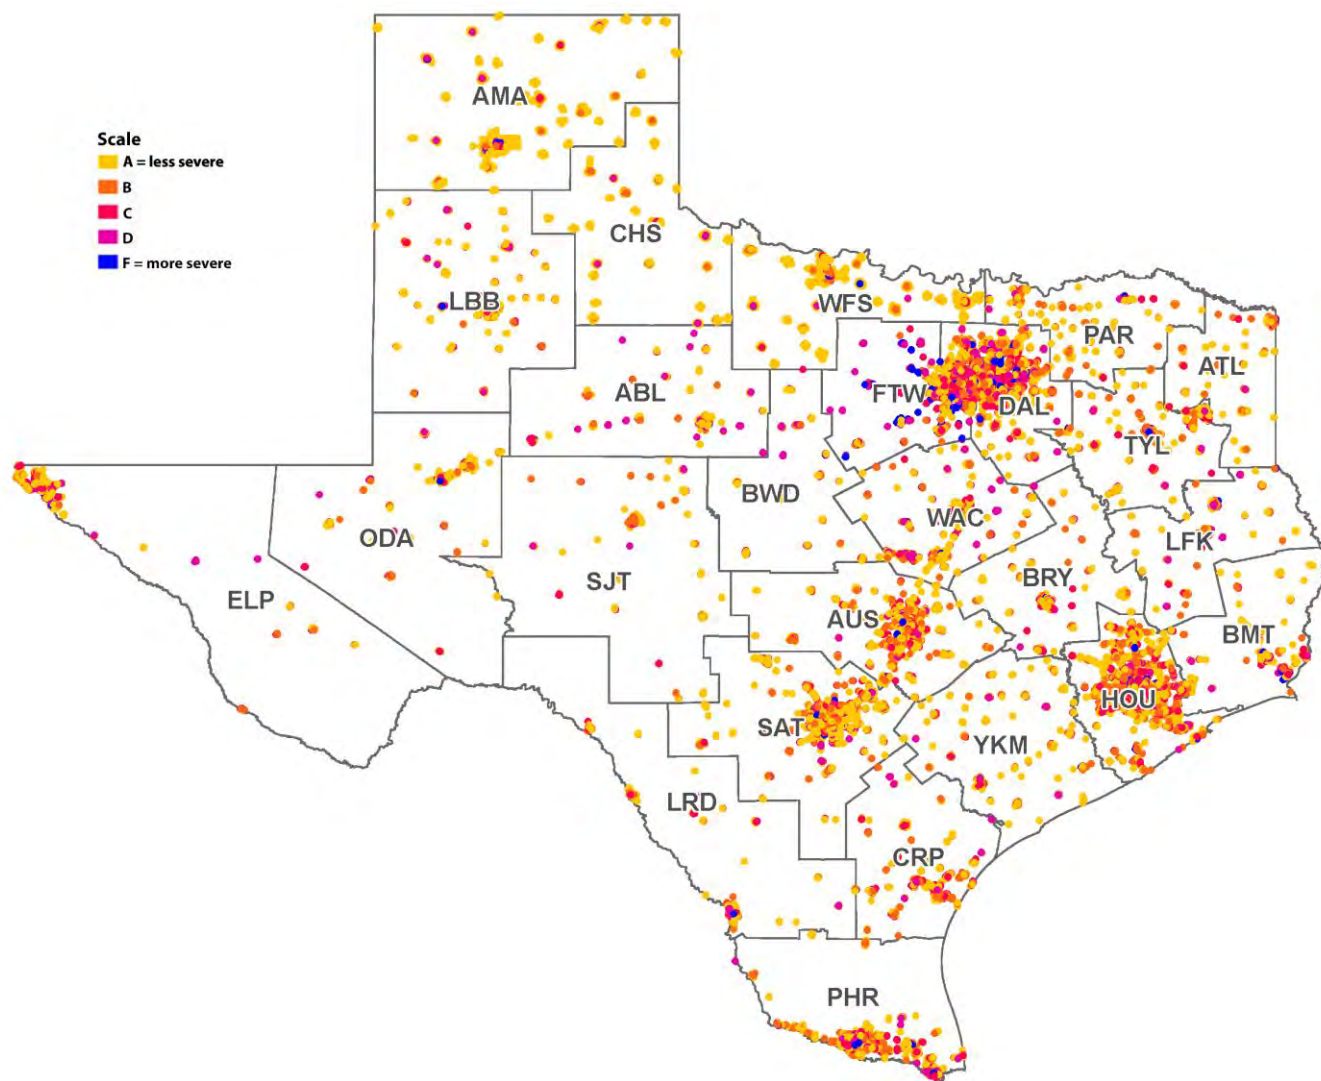 AMA
Scale
A = less severe
B
C
D
F = more severe
CHS
LBB
WFS
PAR
ATL
ABL
FTW
DAL
TYL
BWD
WAC
ODA
LFK
SJT
BRY
ELP
AUS
BMT
HOU
SAT
YKM
LRD
CRP
PHR